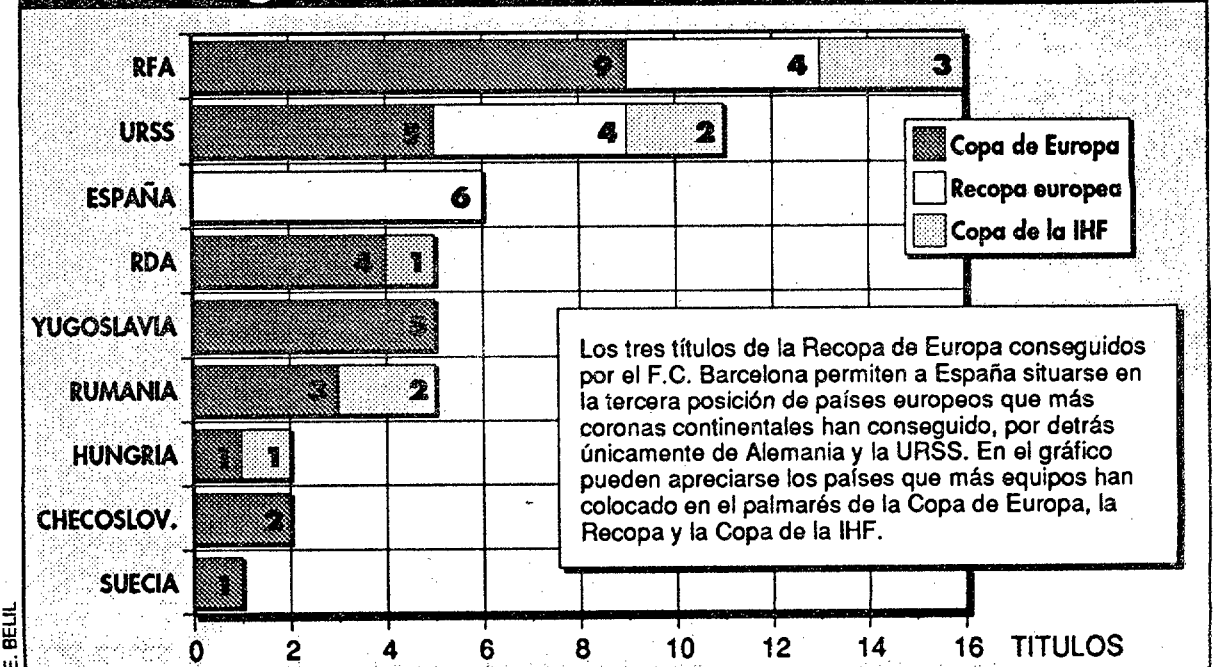 RFA 9 4 3
URSS 5 4 2
ESPAÑA 6
RDA 4 1
YUGOSLAVIA 5
RUMANIA 3 2
HUNGRIA 1 1
CHECOSLOV. 2
SUECIA 1
0 2 4 6 8 10 12 14 16 TITULOS
Copa de Europa
Recopa europea
Copa de la IHF
Los tres títulos de la Recopa de Europa conseguidos
por el F.C. Barcelona permiten a España situarse en
la tercera posición de países europeos que más
coronas continentales han conseguido, por detrás
únicamente de Alemania y la URSS. En el gráfico
pueden apreciarse los países que más equipos han
colocado en el palmarés de la Copa de Europa, la
Recopa y la Copa de la IHF.
E. BELIL